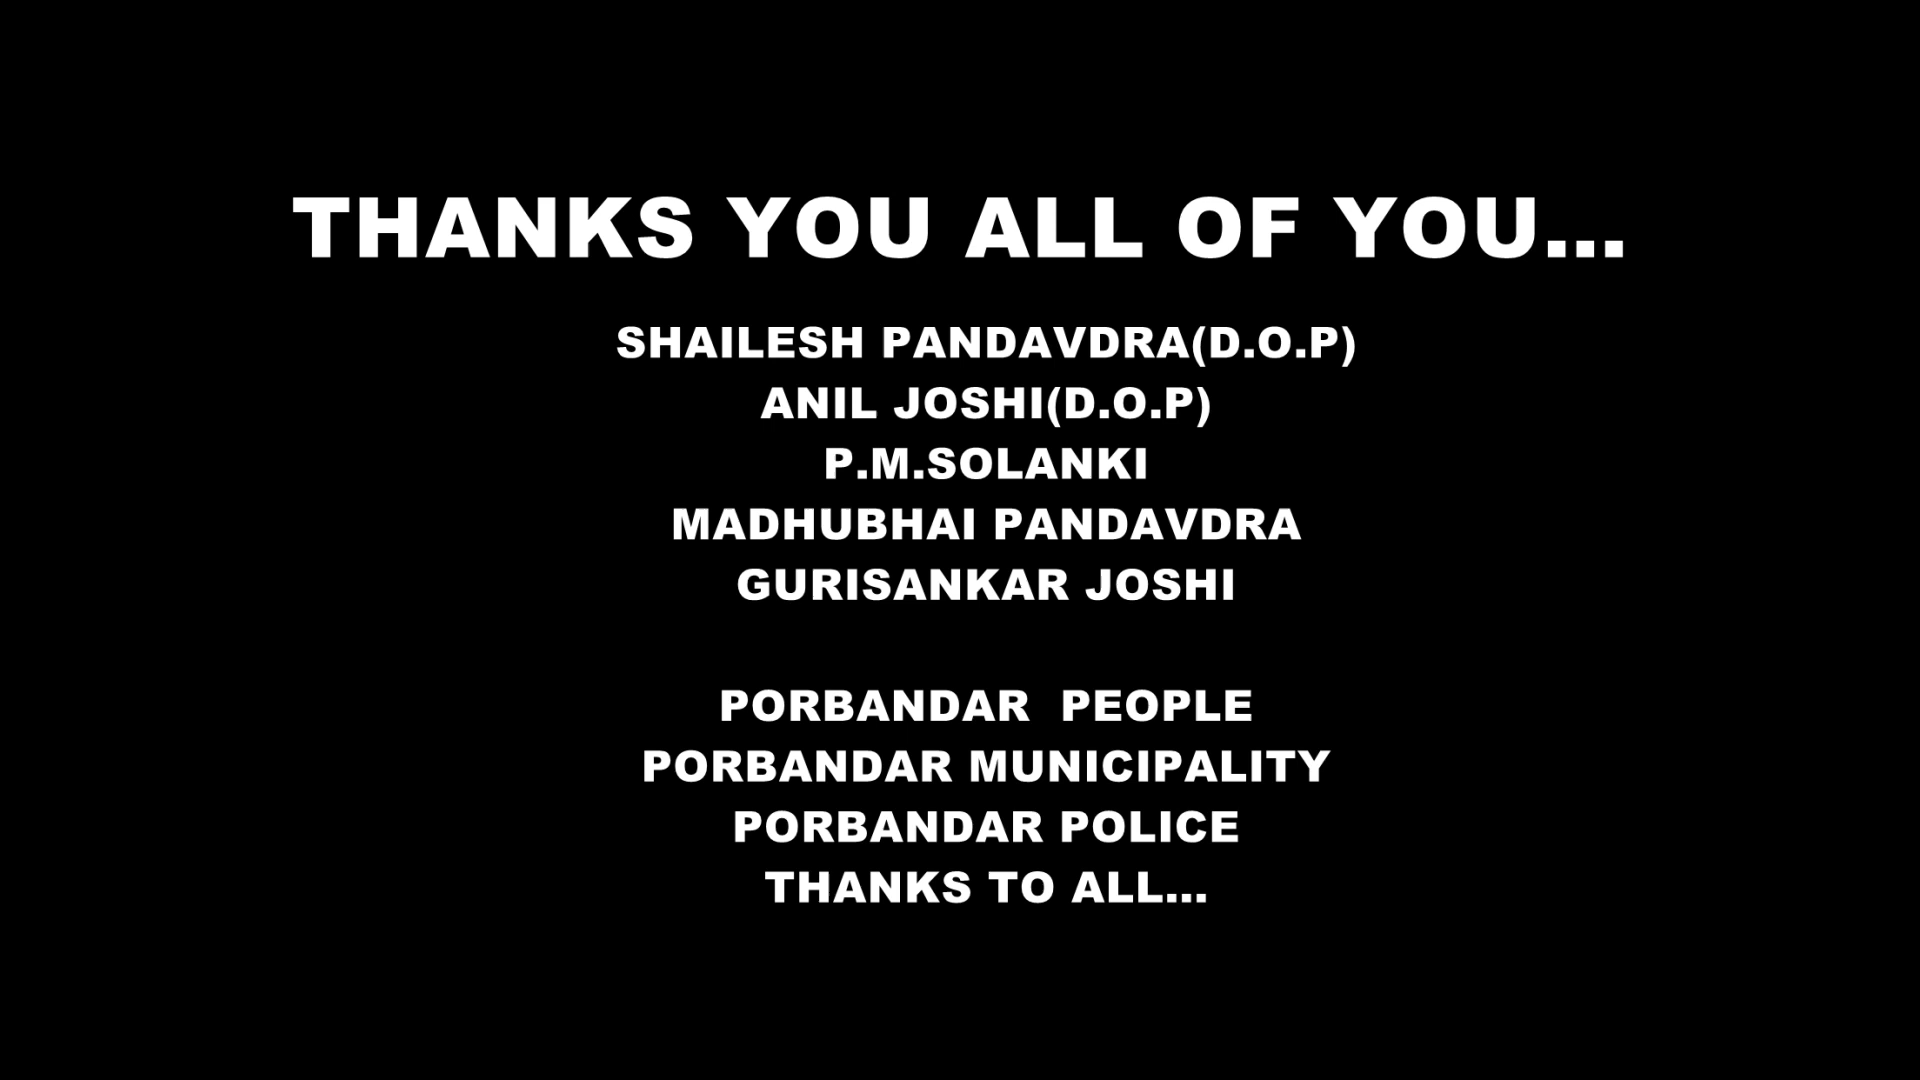 THANKS YOU ALL OF YOU...
SHAILESH PANDAVDRA(D.O.P)
ANIL JOSHI(D.O.P)
P.M.SOLANKI
MADHUBHAI PANDAVDRA
GURISANKAR JOSHI
PORBANDAR  PEOPLE
PORBANDAR MUNICIPALITY
PORBANDAR POLICE
THANKS TO ALL...